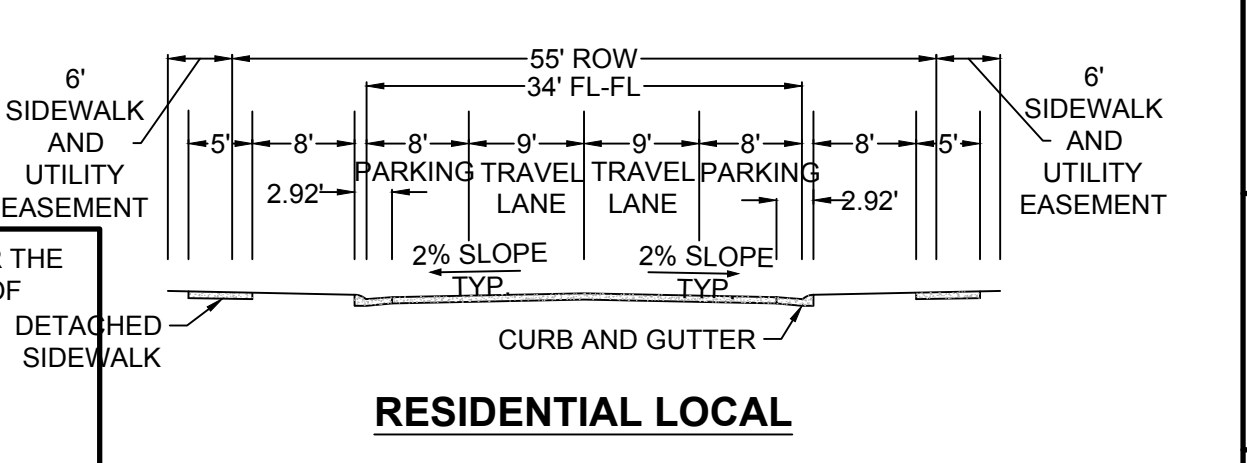 55' ROW
34' FL-FL
6'
SIDEWALK
AND
UTILITY
EASEMENT
6'
SIDEWALK
AND
UTILITY
EASEMENT
5' 8' 8' 9' 9' 8' 8' 5'
PARKING TRAVEL LANE TRAVEL LANE PARKING
2.92' 2.92'
2% SLOPE
TYP.
2% SLOPE
TYP.
R THE
OF
DETACHED
SIDEWALK
CURB AND GUTTER
RESIDENTIAL LOCAL